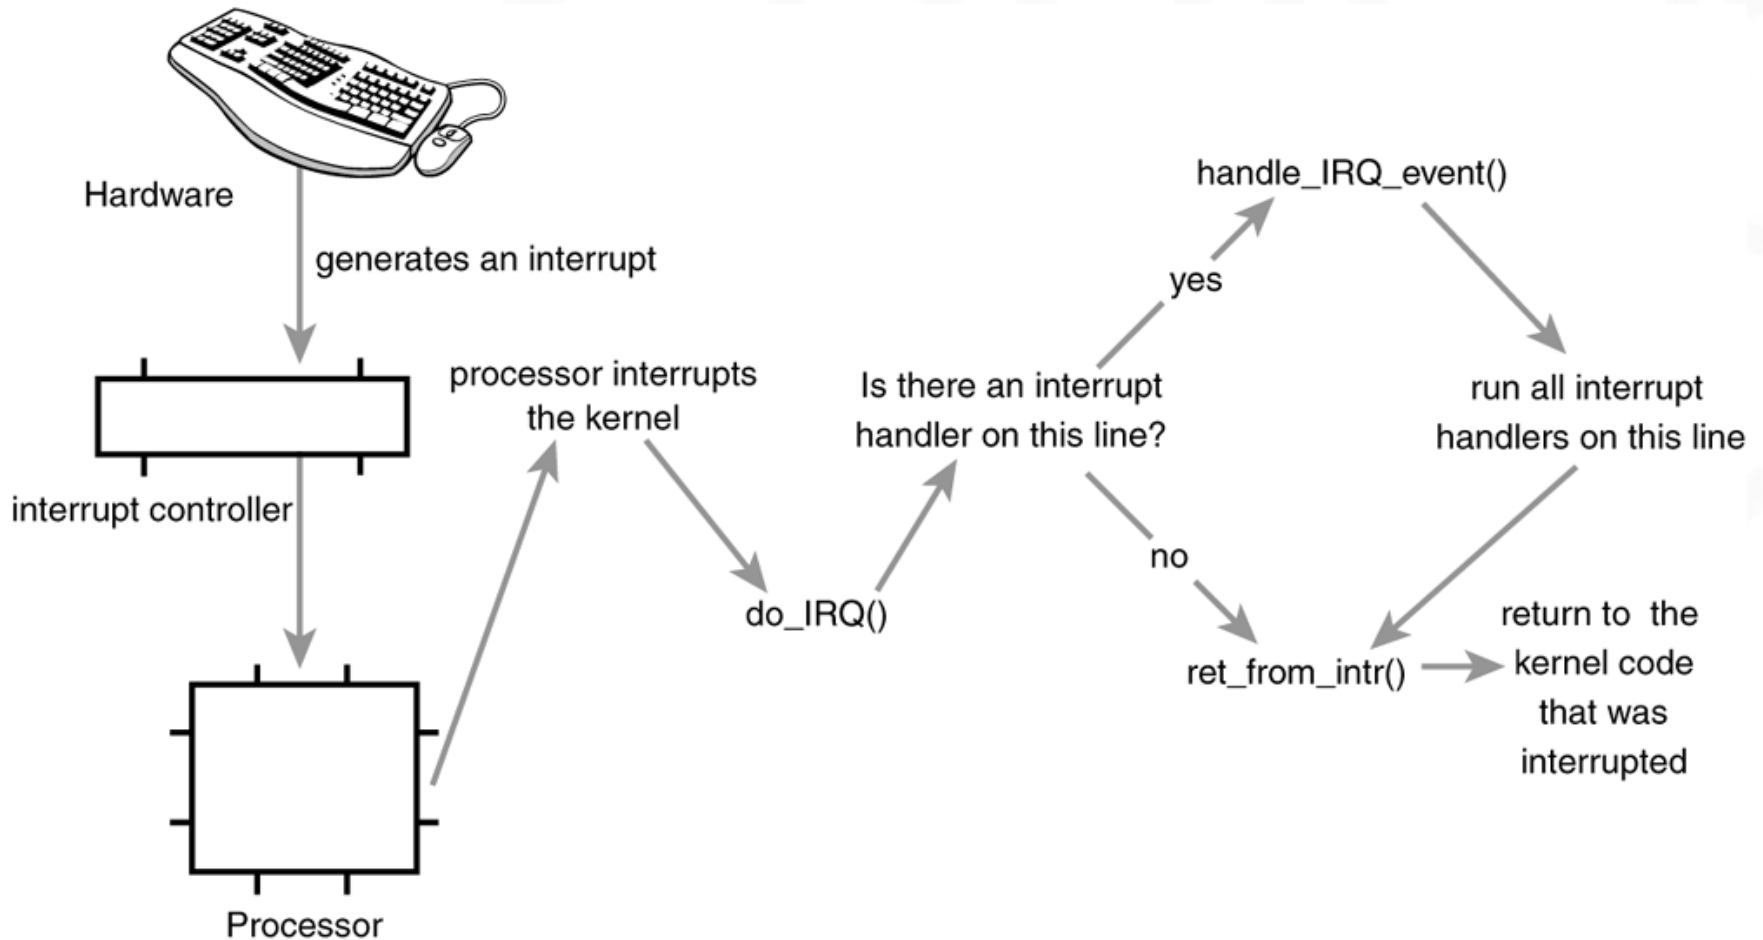 Hardware
generates an interrupt
interrupt controller
Processor
processor interrupts
the kernel
do_IRQ()
Is there an interrupt
handler on this line?
yes
no
handle_IRQ_event()
run all interrupt
handlers on this line
ret_from_intr()
return to the
kernel code
that was
interrupted